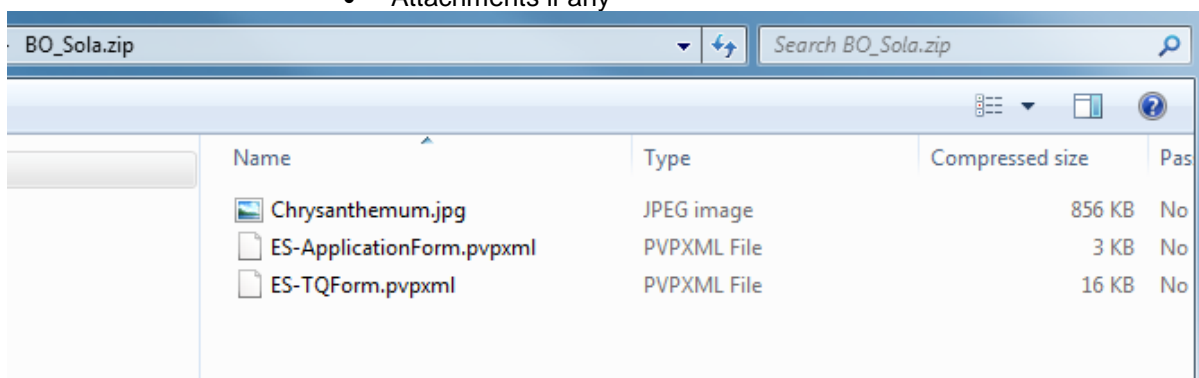 • Attachments if any
BO_Sola.zip Search BO_Sola.zip
Name Type Compressed size Pas
Chrysanthemum.jpg JPEG image 856 KB No
ES-ApplicationForm.pvpxml PVPXML File 3 KB No
ES-TQForm.pvpxml PVPXML File 16 KB No